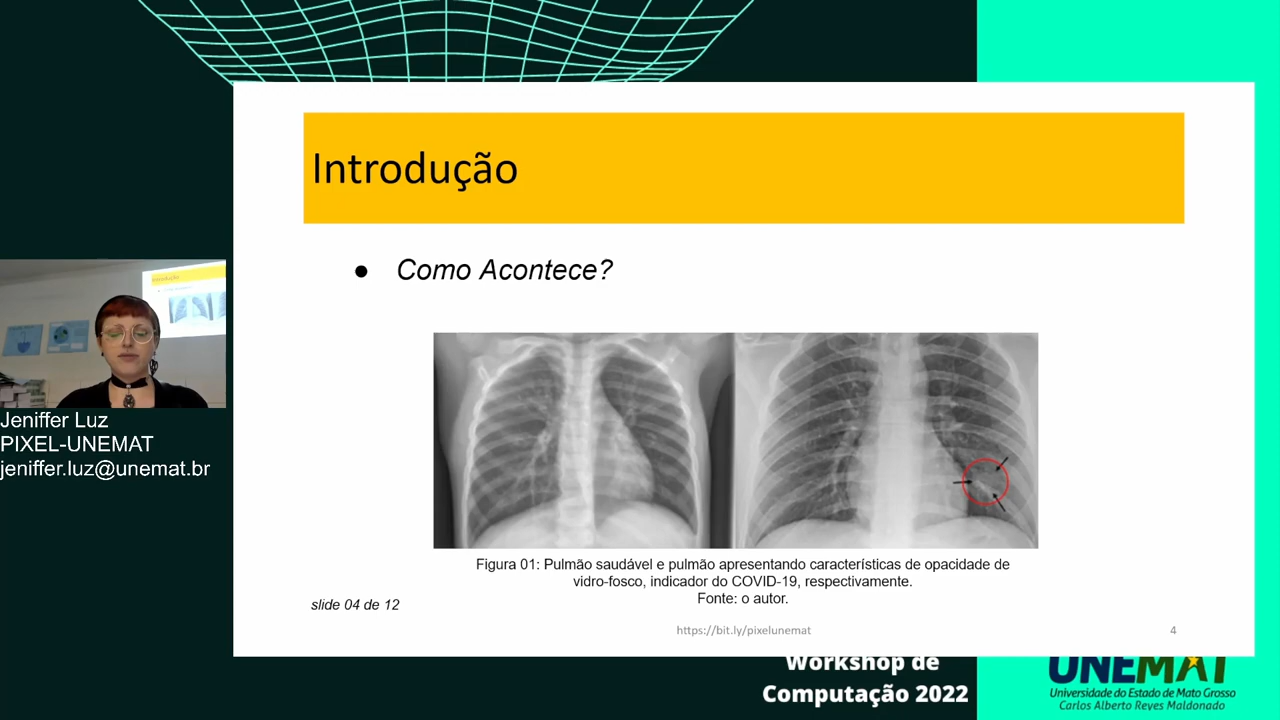 Introdução
● Como Acontece?
Figura 01: Pulmão saudável e pulmão apresentando características de opacidade de
vidro-fosco, indicador do COVID-19, respectivamente.
Fonte: o autor.
slide 04 de 12
https://bit.ly/pixelunemat
4
Jeniffer Luz
PIXEL-UNEMAT
jeniffer.luz@unemat.br
Workshop de
Computação 2022
UNEMAT
Universidade do Estado de Mato Grosso
Carlos Alberto Reyes Maldonado